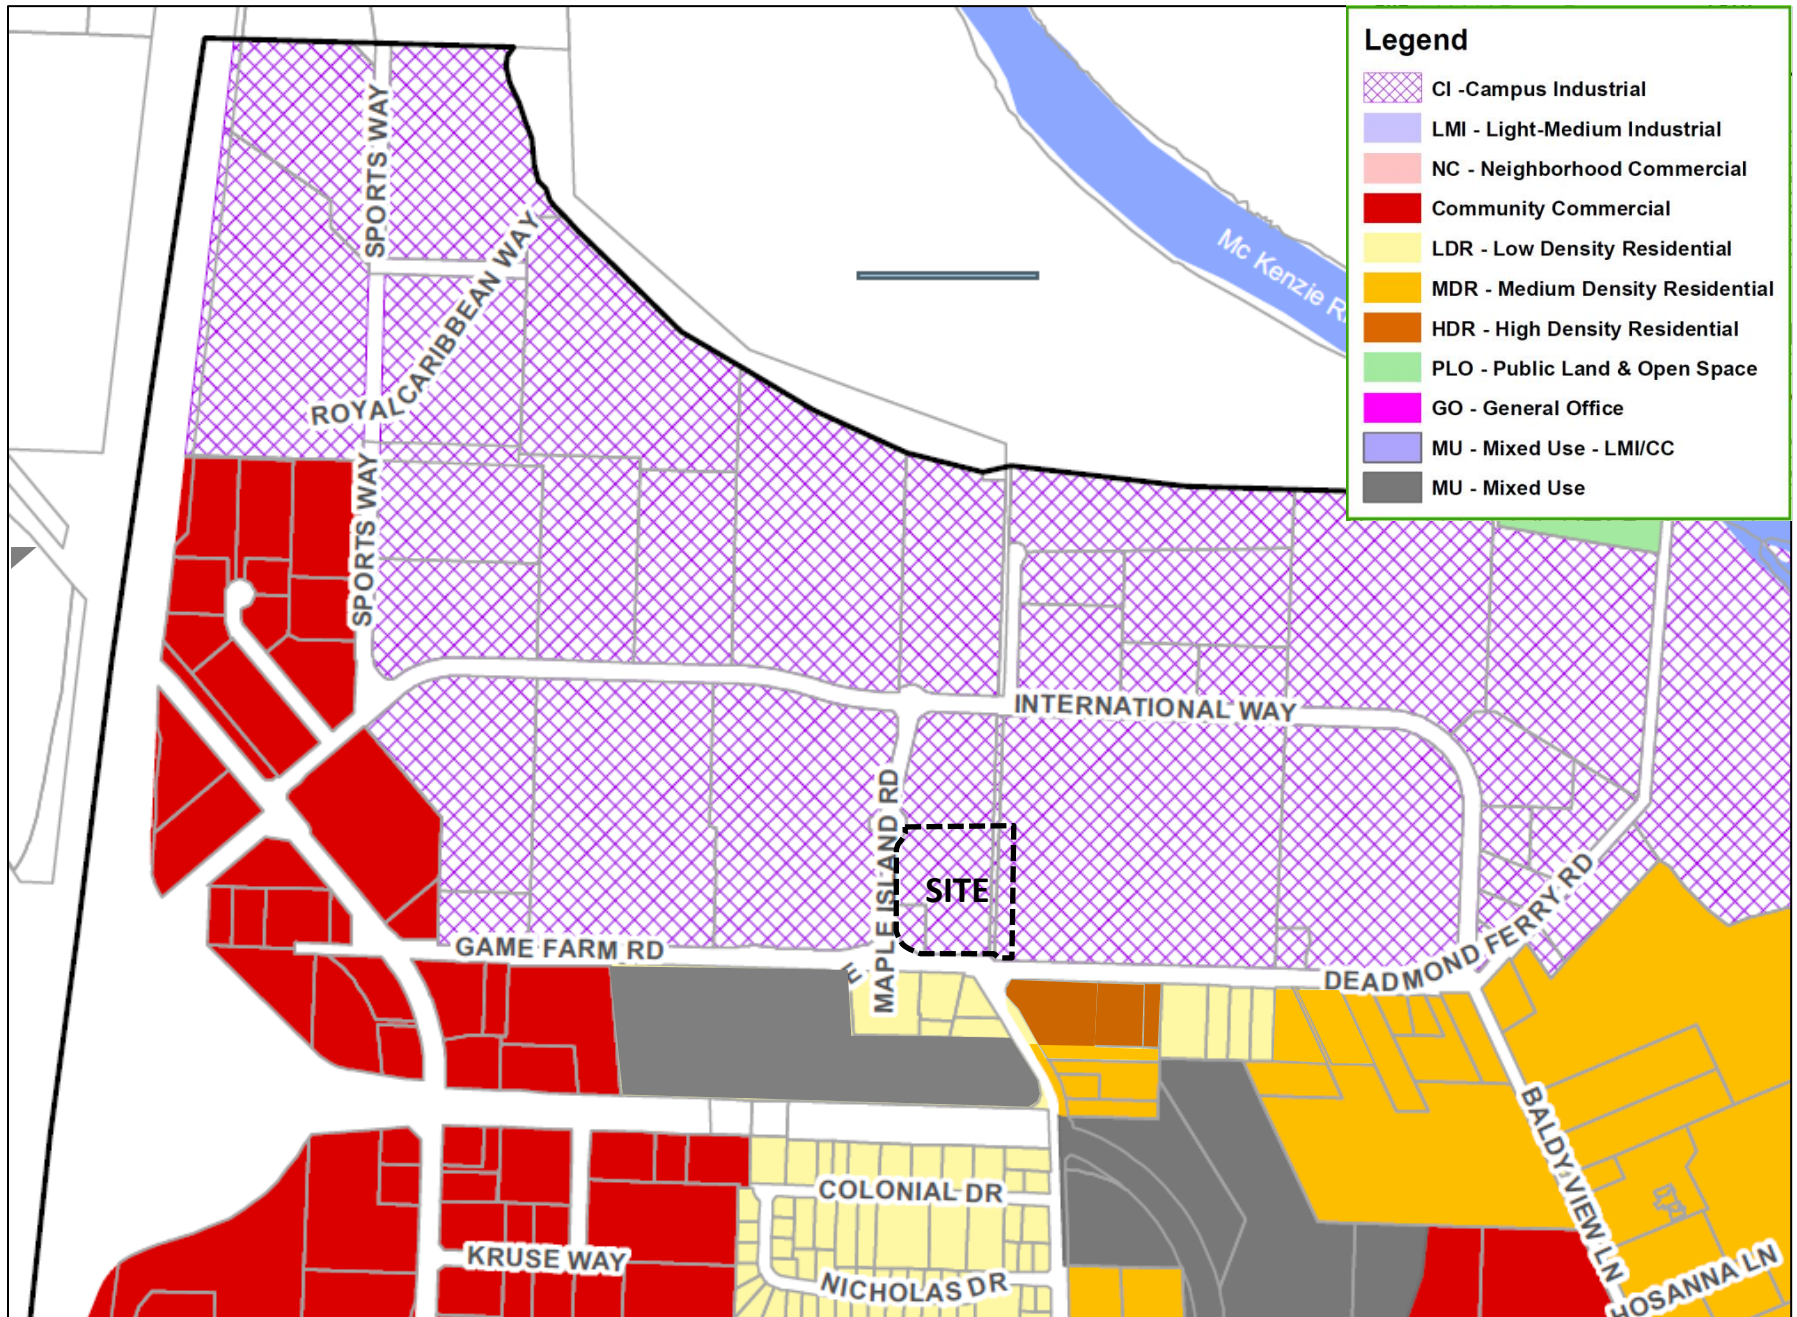 Legend
CI -Campus Industrial
LMI - Light-Medium Industrial
NC - Neighborhood Commercial
Community Commercial
LDR - Low Density Residential
MDR - Medium Density Residential
HDR - High Density Residential
PLO - Public Land & Open Space
GO - General Office
MU - Mixed Use - LMI/CC
MU - Mixed Use
SPORTS WAY
ROYAL CARIBBEAN WAY
Mc Kenzie R
SPORTS WAY
INTERNATIONAL WAY
MAPLE ISLAND RD
SITE
GAME FARM RD
E
DEADMOND FERRY RD
BALDY VIEW LN
COLONIAL DR
KRUSE WAY
NICHOLAS DR
HOSANNA LN